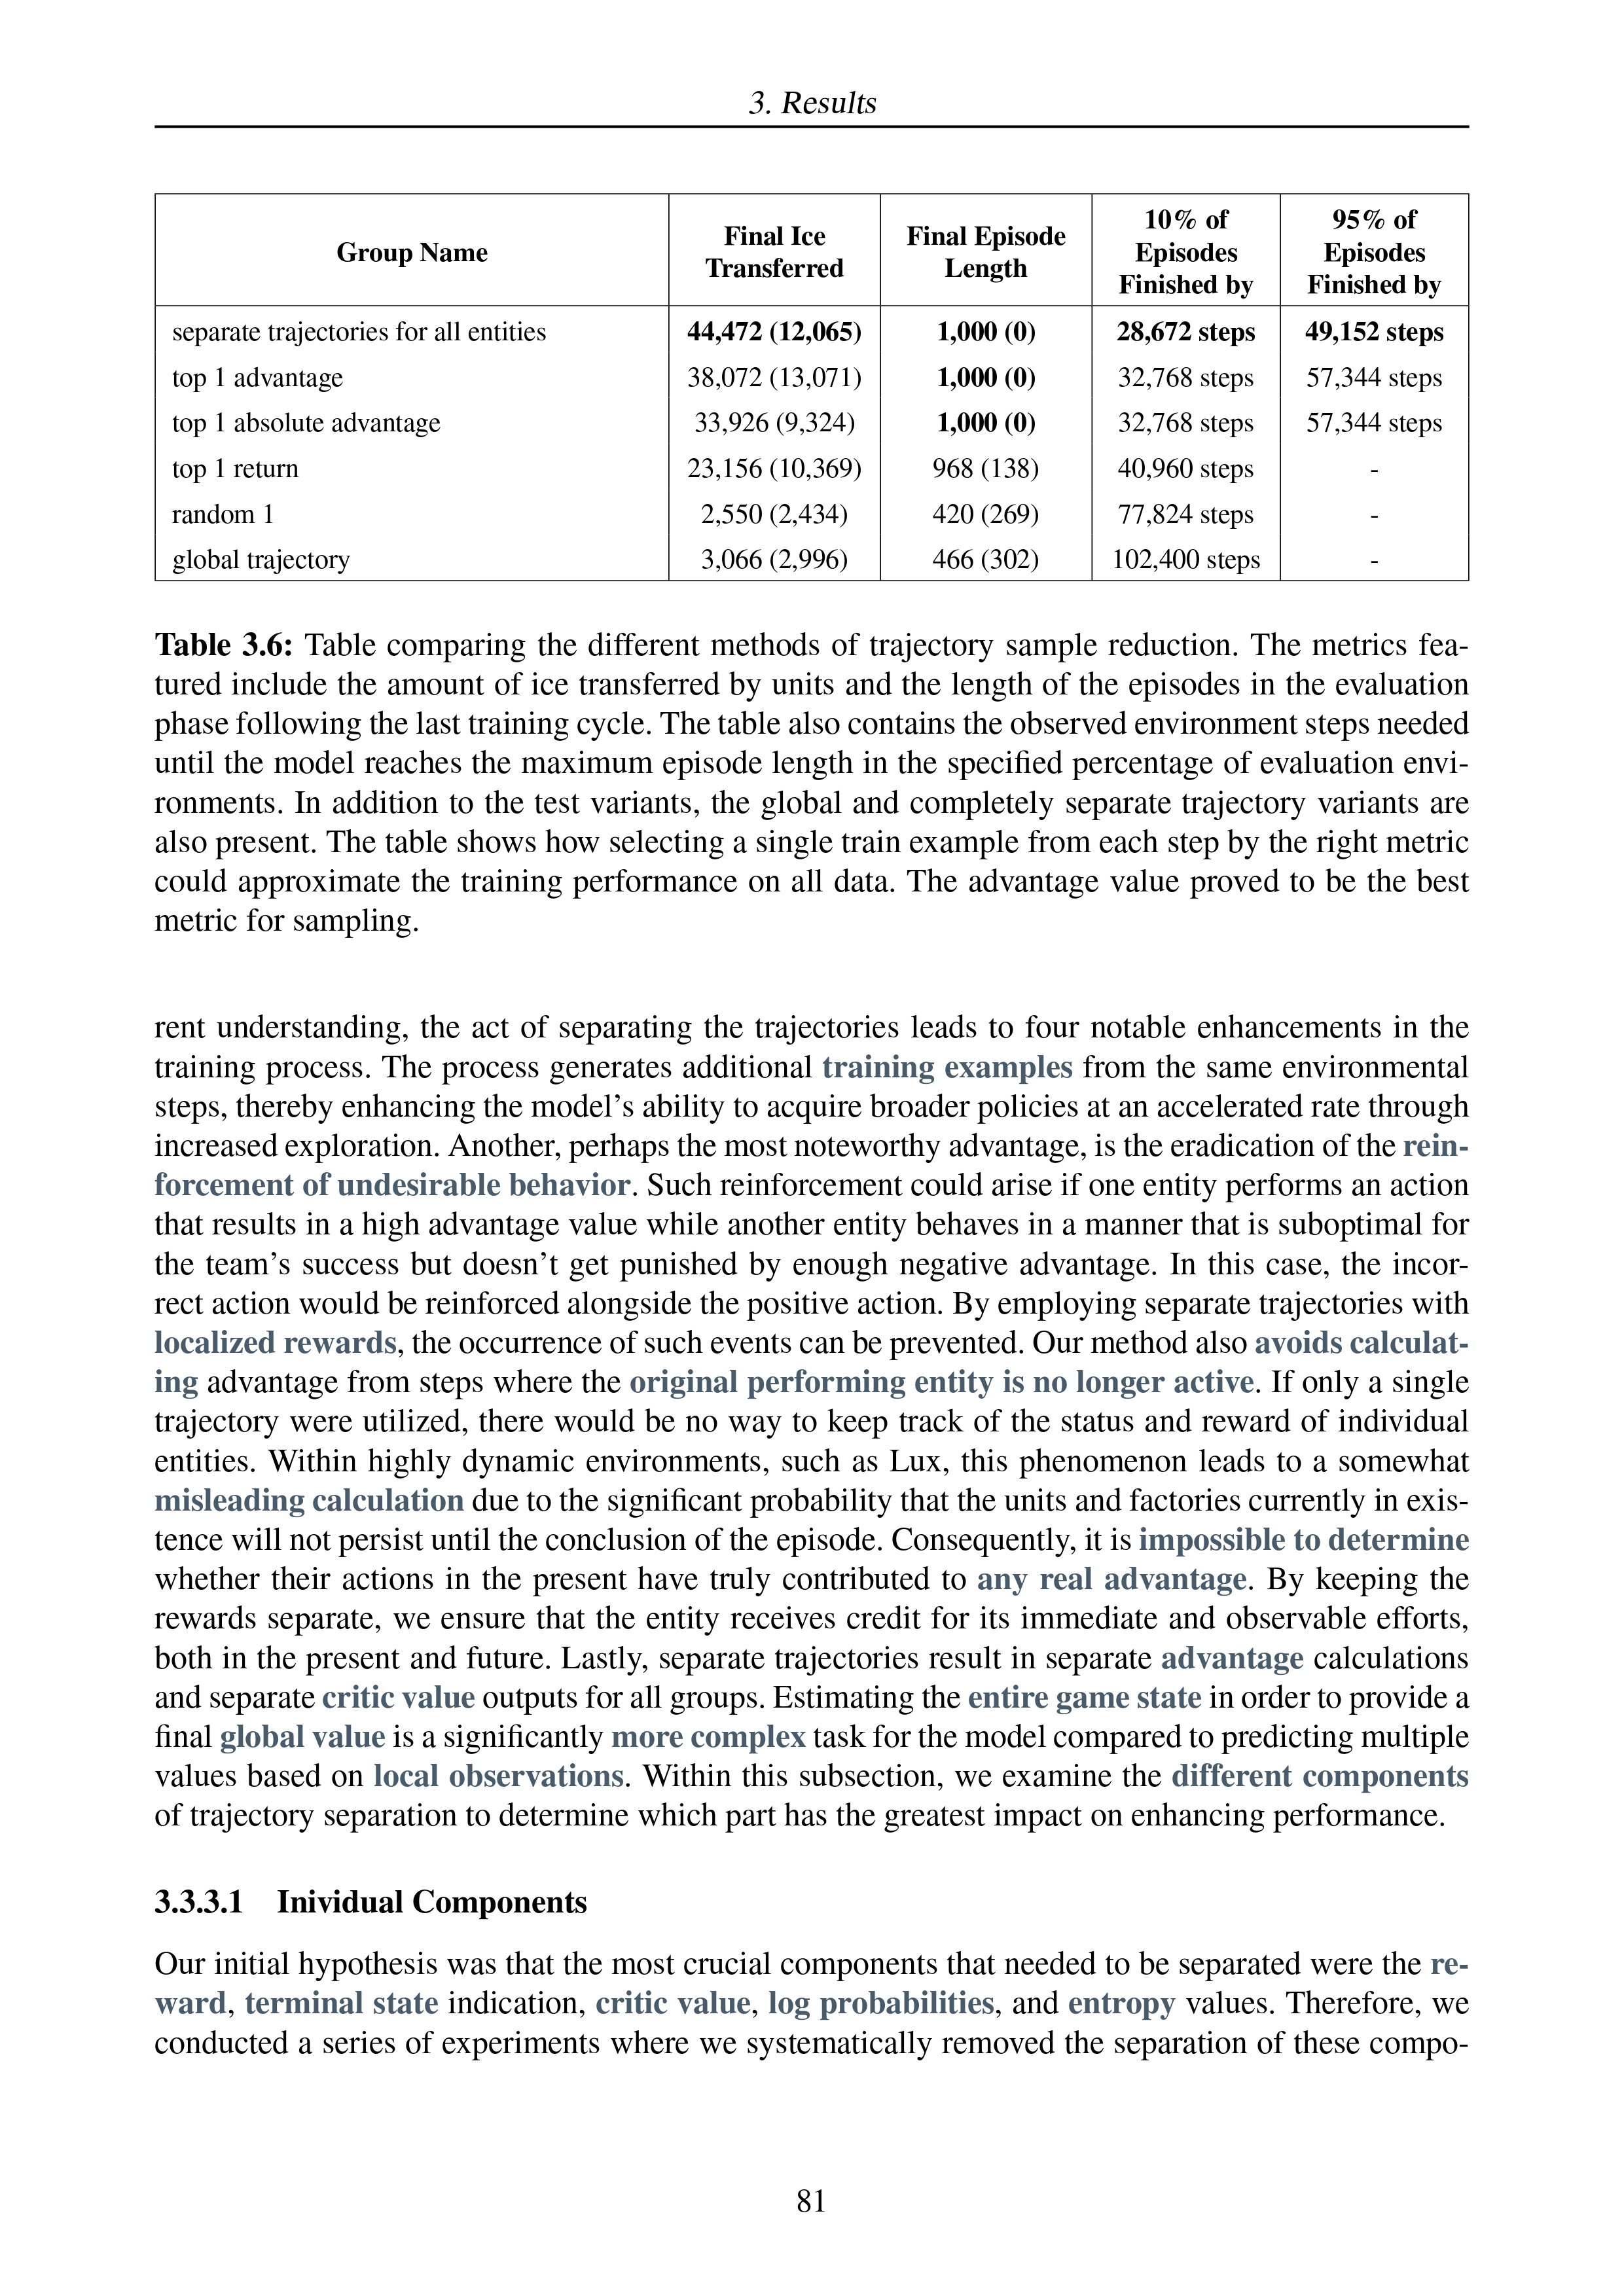 3. Results
Group Name
Final Ice
Transferred
Final Episode
Length
10% of
Episodes
Finished by
95% of
Episodes
Finished by
separate trajectories for all entities 44,472 (12,065) 1,000 (0) 28,672 steps 49,152 steps
top 1 advantage 38,072 (13,071) 1,000 (0) 32,768 steps 57,344 steps
top 1 absolute advantage 33,926 (9,324) 1,000 (0) 32,768 steps 57,344 steps
top 1 return 23,156 (10,369) 968 (138) 40,960 steps -
random 1 2,550 (2,434) 420 (269) 77,824 steps -
global trajectory 3,066 (2,996) 466 (302) 102,400 steps -
Table 3.6: Table comparing the different methods of trajectory sample reduction. The metrics fea-
tured include the amount of ice transferred by units and the length of the episodes in the evaluation
phase following the last training cycle. The table also contains the observed environment steps needed
until the model reaches the maximum episode length in the specified percentage of evaluation envi-
ronments. In addition to the test variants, the global and completely separate trajectory variants are
also present. The table shows how selecting a single train example from each step by the right metric
could approximate the training performance on all data. The advantage value proved to be the best
metric for sampling.
rent understanding, the act of separating the trajectories leads to four notable enhancements in the
training process. The process generates additional training examples from the same environmental
steps, thereby enhancing the model's ability to acquire broader policies at an accelerated rate through
increased exploration. Another, perhaps the most noteworthy advantage, is the eradication of the rein-
forcement of undesirable behavior. Such reinforcement could arise if one entity performs an action
that results in a high advantage value while another entity behaves in a manner that is suboptimal for
the team's success but doesn't get punished by enough negative advantage. In this case, the incor-
rect action would be reinforced alongside the positive action. By employing separate trajectories with
localized rewards, the occurrence of such events can be prevented. Our method also avoids calculat-
ing advantage from steps where the original performing entity is no longer active. If only a single
trajectory were utilized, there would be no way to keep track of the status and reward of individual
entities. Within highly dynamic environments, such as Lux, this phenomenon leads to a somewhat
misleading calculation due to the significant probability that the units and factories currently in exis-
tence will not persist until the conclusion of the episode. Consequently, it is impossible to determine
whether their actions in the present have truly contributed to any real advantage. By keeping the
rewards separate, we ensure that the entity receives credit for its immediate and observable efforts,
both in the present and future. Lastly, separate trajectories result in separate advantage calculations
and separate critic value outputs for all groups. Estimating the entire game state in order to provide a
final global value is a significantly more complex task for the model compared to predicting multiple
values based on local observations. Within this subsection, we examine the different components
of trajectory separation to determine which part has the greatest impact on enhancing performance.
3.3.3.1 Inividual Components
Our initial hypothesis was that the most crucial components that needed to be separated were the re-
ward, terminal state indication, critic value, log probabilities, and entropy values. Therefore, we
conducted a series of experiments where we systematically removed the separation of these compo-
81